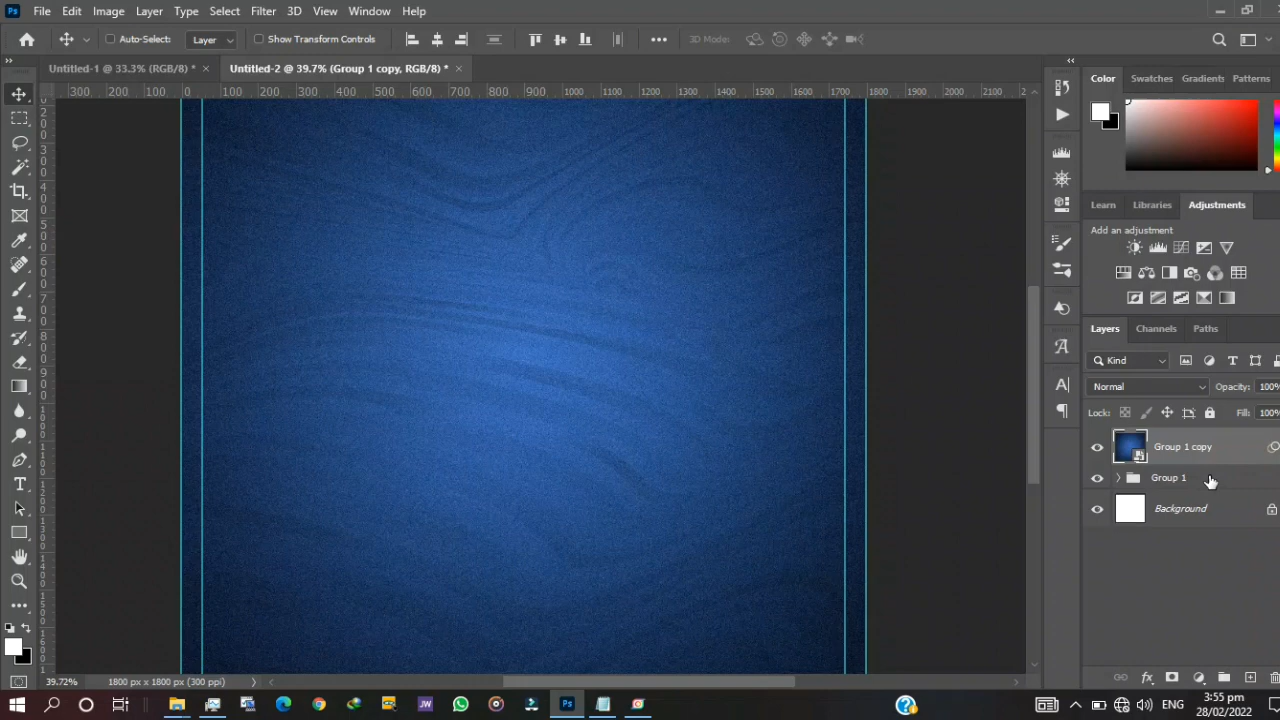 Ps File Edit Image Layer Type Select Filter 3D View Window Help
Auto-Select: Layer Show Transform Controls 3D Mode:
Untitled-1 @ 33.3% (RGB/8) * × Untitled-2 @ 39.7% (Group 1 copy, RGB/8) * ×
300 200 100 0 100 200 300 400 500 600 700 800 900 1000 1100 1200 1300 1400 1500 1600 1700 1800 1900 2000 2100
Color Swatches Gradients Patterns
Learn Libraries Adjustments
Add an adjustment
Layers Channels Paths
Kind
Normal Opacity: 100%
Lock: Fill: 100%
Group 1 copy
Group 1
Background
39.72% 1800 px x 1800 px (300 ppi)
JW Ps
ENG 3:55 pm
28/02/2022